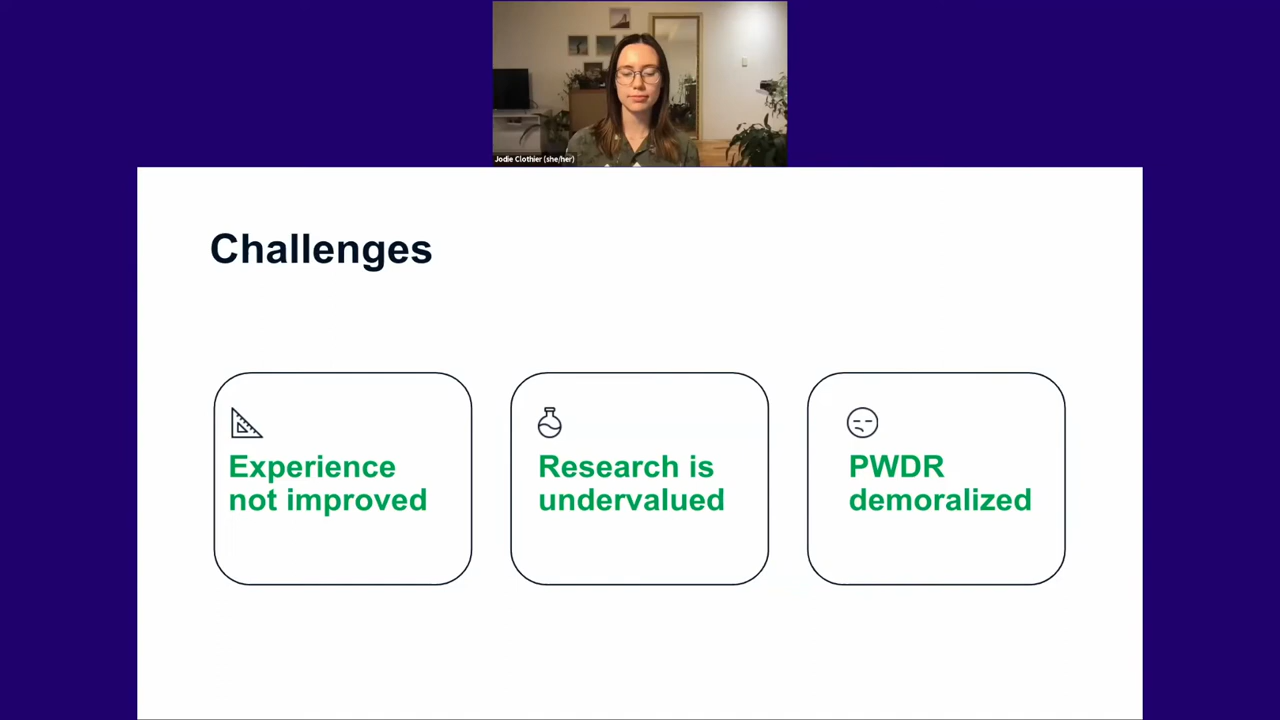 Jodie Clothier (she/her)
Challenges
Experience
not improved
Research is
undervalued
PWDR
demoralized